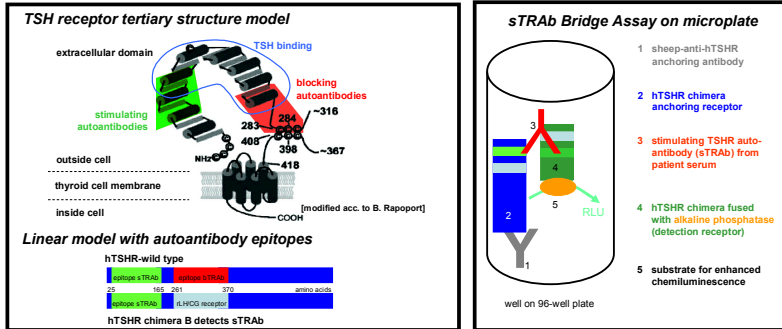 TSH receptor tertiary structure model
extracellular domain
TSH binding
blocking
autoantibodies
stimulating
autoantibodies
284
~316
283
408
398
~367
NH2
418
outside cell
thyroid cell membrane
inside cell
[modified acc. to B. Rapoport]
COOH
Linear model with autoantibody epitopes
hTSHR-wild type
epitope sTRAb
epitope bTRAb
25
165
261
370
amino acids
epitope sTRAb
rLH/CG receptor
hTSHR chimera B detects sTRAb
sTRAb Bridge Assay on microplate
3
4
5
2
RLU
1
well on 96-well plate
1 sheep-anti-hTSHR
anchoring antibody
2 hTSHR chimera
anchoring receptor
3 stimulating TSHR auto-
antibody (sTRAb) from
patient serum
4 hTSHR chimera fused
with alkaline phosphatase
(detection receptor)
5 substrate for enhanced
chemiluminescence